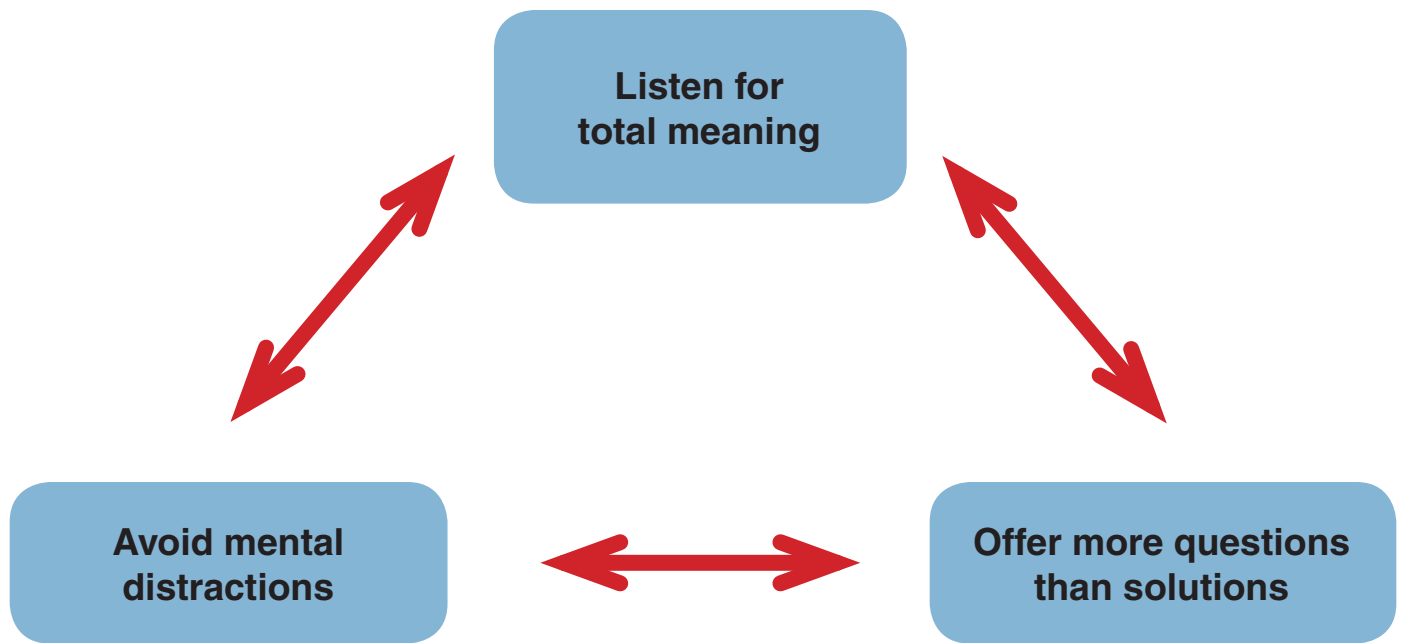 Listen for
total meaning
Avoid mental
distractions
Offer more questions
than solutions